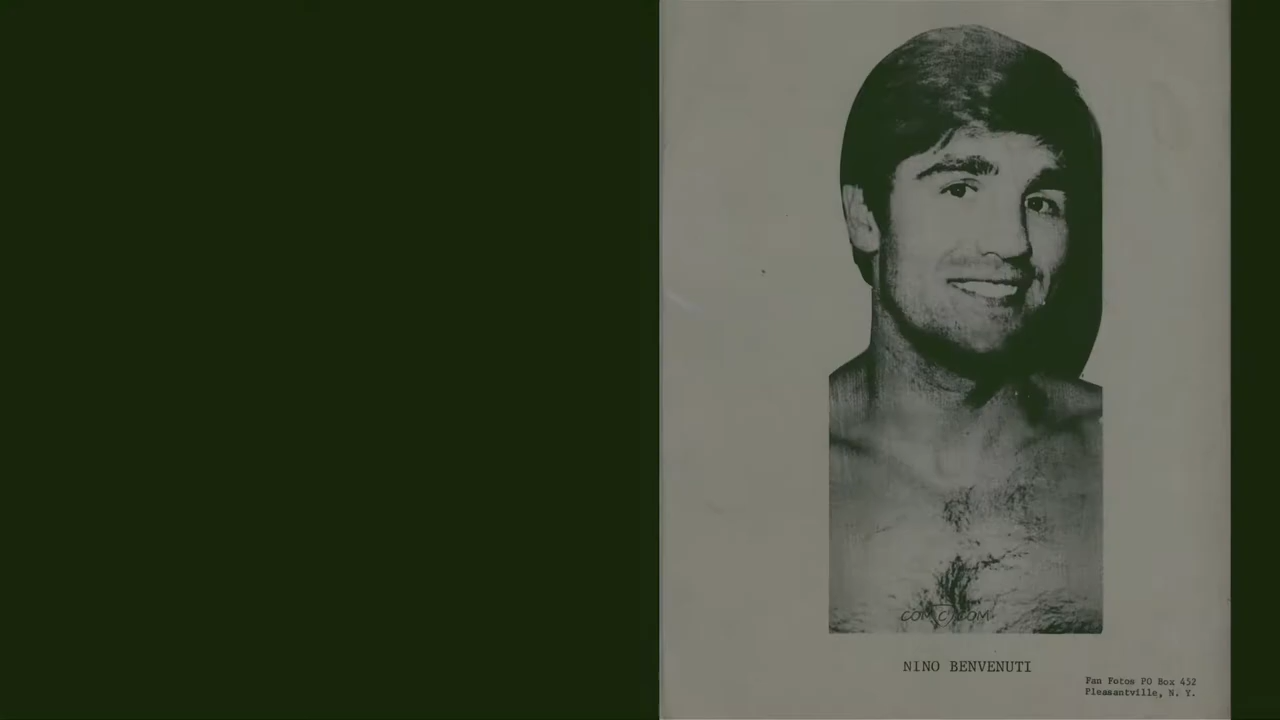 NINO BENVENUTI
Fan Fotos PO Box 452
Pleasantville, N. Y.